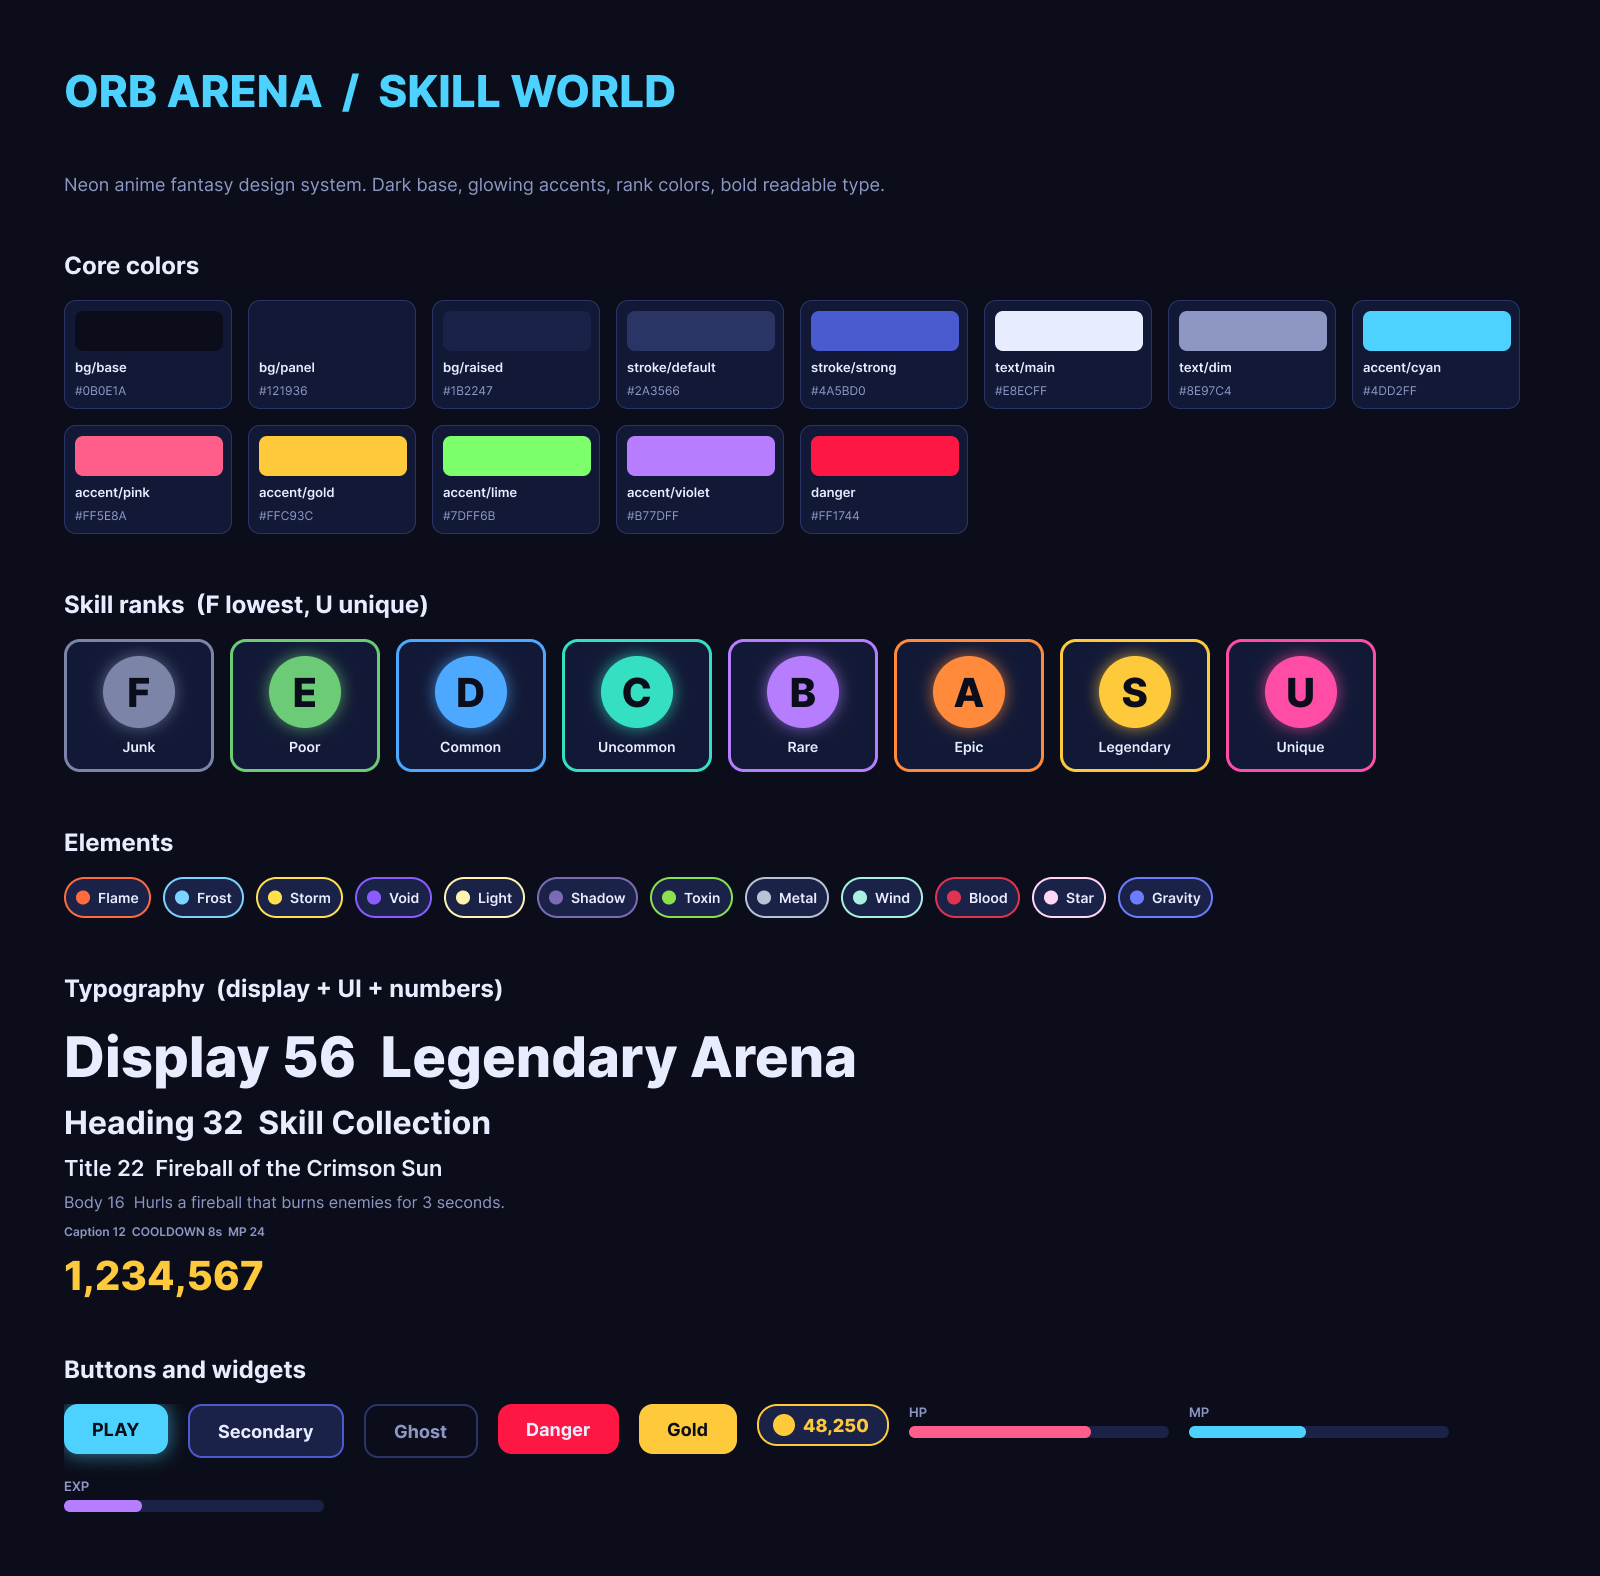 ORB ARENA / SKILL WORLD
Neon anime fantasy design system. Dark base, glowing accents, rank colors, bold readable type.
Core colors
bg/base
#0B0E1A
bg/panel
#121936
bg/raised
#1B2247
stroke/default
#2A3566
stroke/strong
#4A5BD0
text/main
#E8ECFF
text/dim
#8E97C4
accent/cyan
#4DD2FF
accent/pink
#FF5E8A
accent/gold
#FFC93C
accent/lime
#7DFF6B
accent/violet
#B77DFF
danger
#FF1744
Skill ranks (F lowest, U unique)
F
Junk
E
Poor
D
Common
C
Uncommon
B
Rare
A
Epic
S
Legendary
U
Unique
Elements
Flame
Frost
Storm
Void
Light
Shadow
Toxin
Metal
Wind
Blood
Star
Gravity
Typography (display + UI + numbers)
Display 56 Legendary Arena
Heading 32 Skill Collection
Title 22 Fireball of the Crimson Sun
Body 16 Hurls a fireball that burns enemies for 3 seconds.
Caption 12 COOLDOWN 8s MP 24
1,234,567
Buttons and widgets
PLAY
Secondary
Ghost
Danger
Gold
48,250
HP
MP
EXP